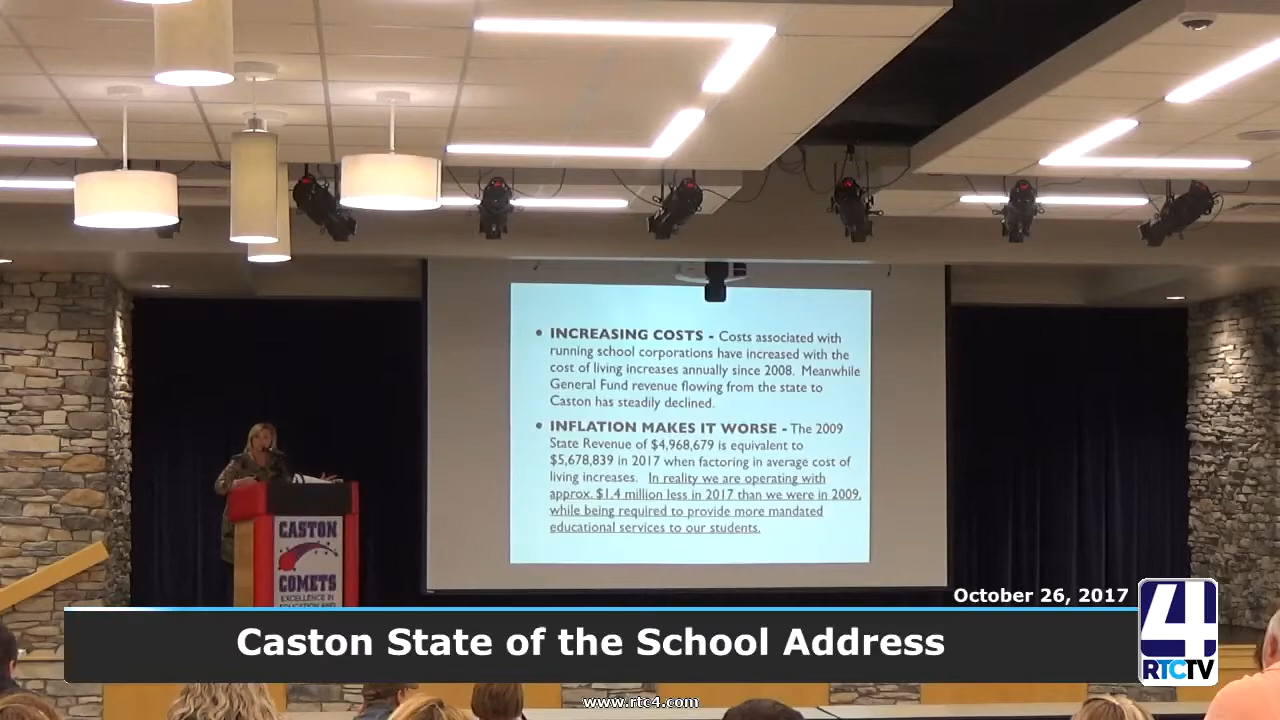 • INCREASING COSTS - Costs associated with
running school corporations have increased with the
cost of living increases annually since 2008. Meanwhile
General Fund revenue flowing from the state to
Caston has steadily declined.
• INFLATION MAKES IT WORSE - The 2009
State Revenue of $4,968,679 is equivalent to
$5,678,839 in 2017 when factoring in average cost of
living increases. In reality we are operating with
approx. $1.4 million less in 2017 than we were in 2009,
while being required to provide more mandated
educational services to our students.
CASTON
COMETS
EXCELLENCE IN
EDUCATION AND
October 26, 2017
Caston State of the School Address
4
RTCTV
www.rtc4.com